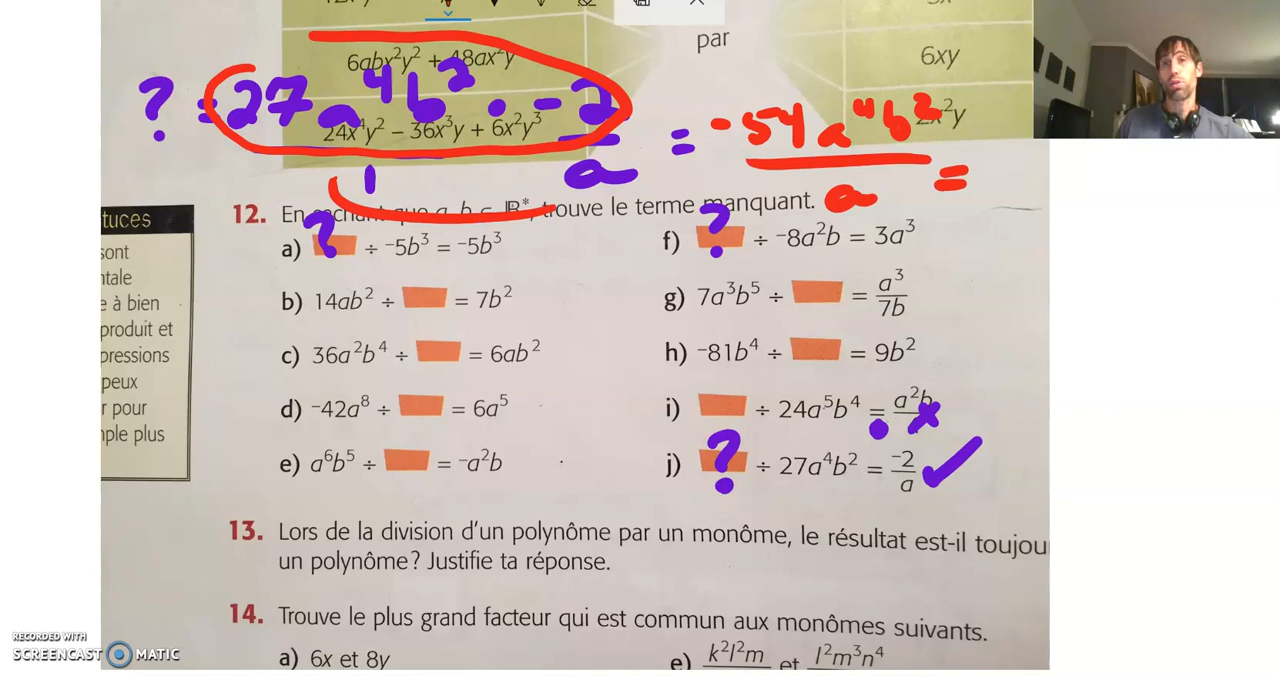 6abx²y² + 48ax²y
par
6xy
? = 27a⁴b² · -2/a = -54a⁴b²/a =
24x⁴y² – 36x³y + 6x²y³
x²y
1
12. En que a, b ∈ ℝ*, trouve le terme manquant.
tuces
sont
ntale
e à bien
produit et
pressions
peux
r pour
nple plus
a) ? ÷ ⁻5b³ = ⁻5b³
b) 14ab² ÷ = 7b²
c) 36a²b⁴ ÷ = 6ab²
d) ⁻42a⁸ ÷ = 6a⁵
e) a⁶b⁵ ÷ = ⁻a²b
f) ? ÷ ⁻8a²b = 3a³
g) 7a³b⁵ ÷ = a³/7b
h) ⁻81b⁴ ÷ = 9b²
i) ÷ 24a⁵b⁴ = a²b
j) ? ÷ 27a⁴b² = ⁻2/a
13. Lors de la division d'un polynôme par un monôme, le résultat est-il toujou
un polynôme? Justifie ta réponse.
14. Trouve le plus grand facteur qui est commun aux monômes suivants.
a) 6x et 8y
e) k²l²m et l²m³n⁴
RECORDED WITH
SCREENCAST MATIC